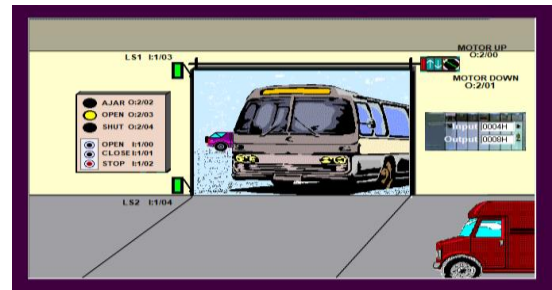 LS1 I:1/03
MOTOR UP
O:2/00
MOTOR DOWN
O:2/01
AJAR O:2/02
OPEN O:2/03
SHUT O:2/04
OPEN I:1/00
CLOSE I:1/01
STOP I:1/02
Input 0004H
Output 0008H
LS2 I:1/04